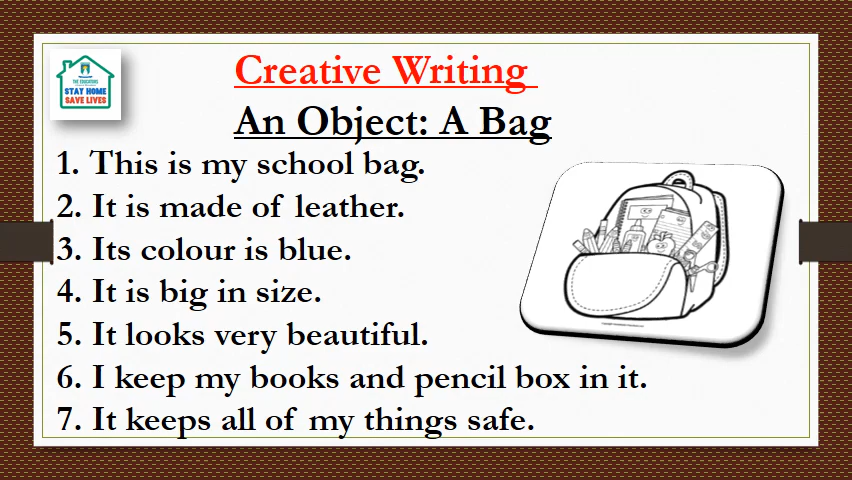 THE EDUCATORS
STAY HOME
SAVE LIVES
Creative Writing
An Object: A Bag
1. This is my school bag.
2. It is made of leather.
3. Its colour is blue.
4. It is big in size.
5. It looks very beautiful.
6. I keep my books and pencil box in it.
7. It keeps all of my things safe.